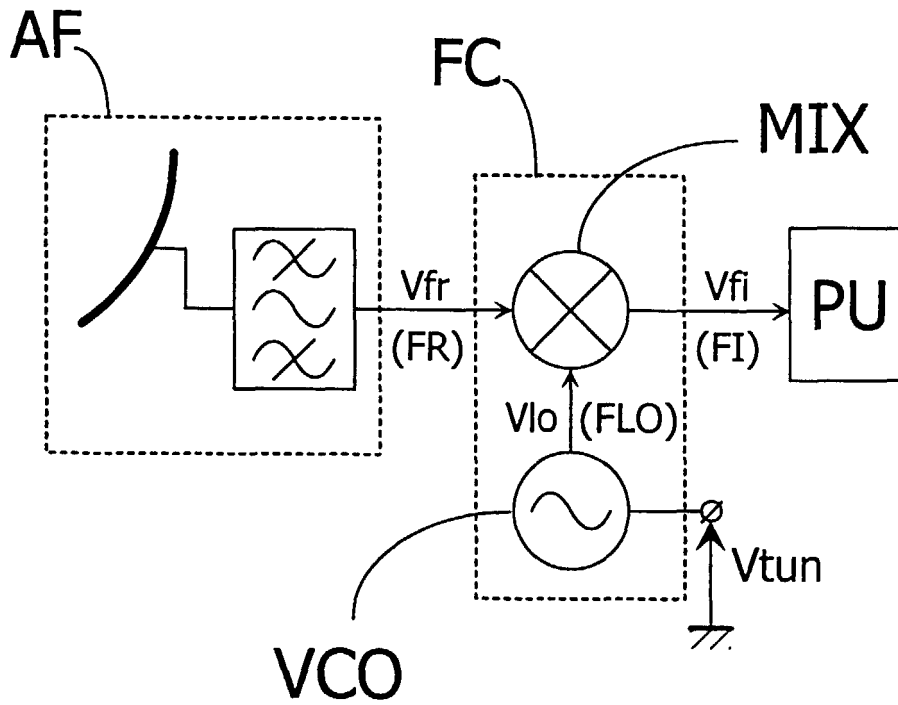 AF
FC
MIX
Vfr
(FR)
Vfi
(FI)
PU
Vlo (FLO)
Vtun
VCO